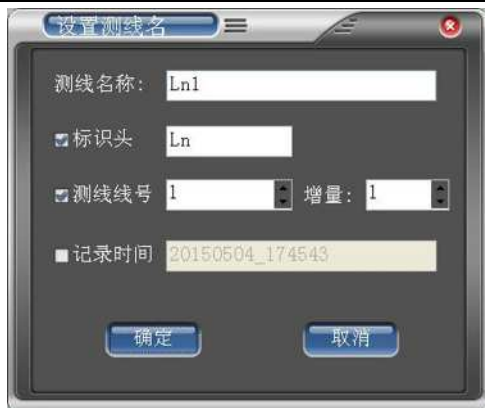 设置测线名
测线名称: Ln1
标识头 Ln
测线线号 1 增量: 1
记录时间 20150504_174543
确定 取消